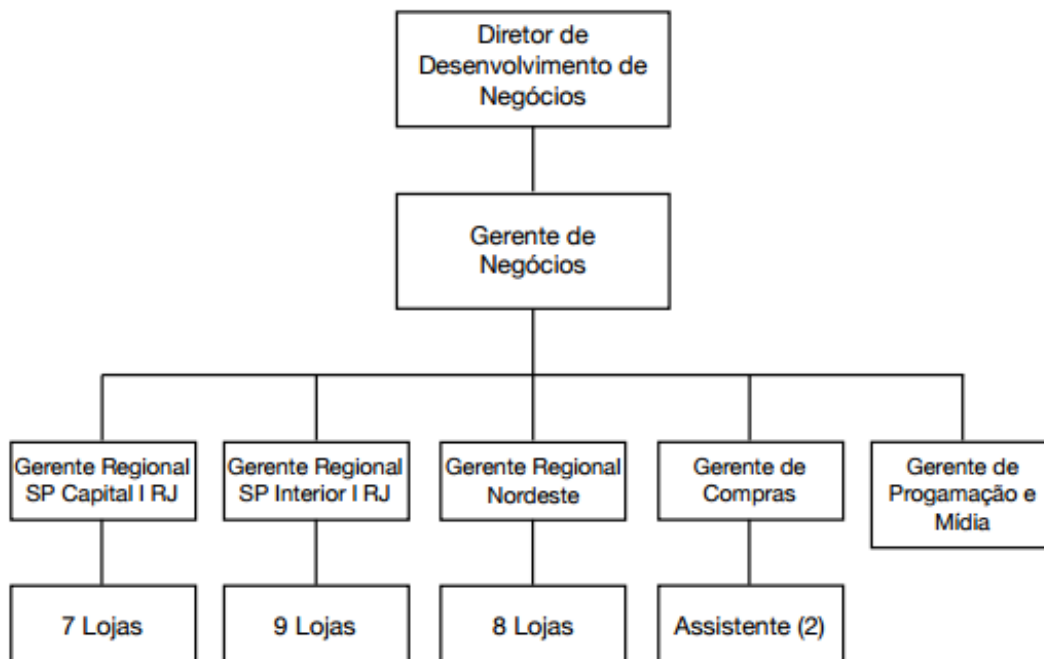 Diretor de
Desenvolvimento de
Negócios
Gerente de
Negócios
Gerente Regional
SP Capital I RJ
Gerente Regional
SP Interior I RJ
Gerente Regional
Nordeste
Gerente de
Compras
Gerente de
Progamação e
Mídia
7 Lojas
9 Lojas
8 Lojas
Assistente (2)